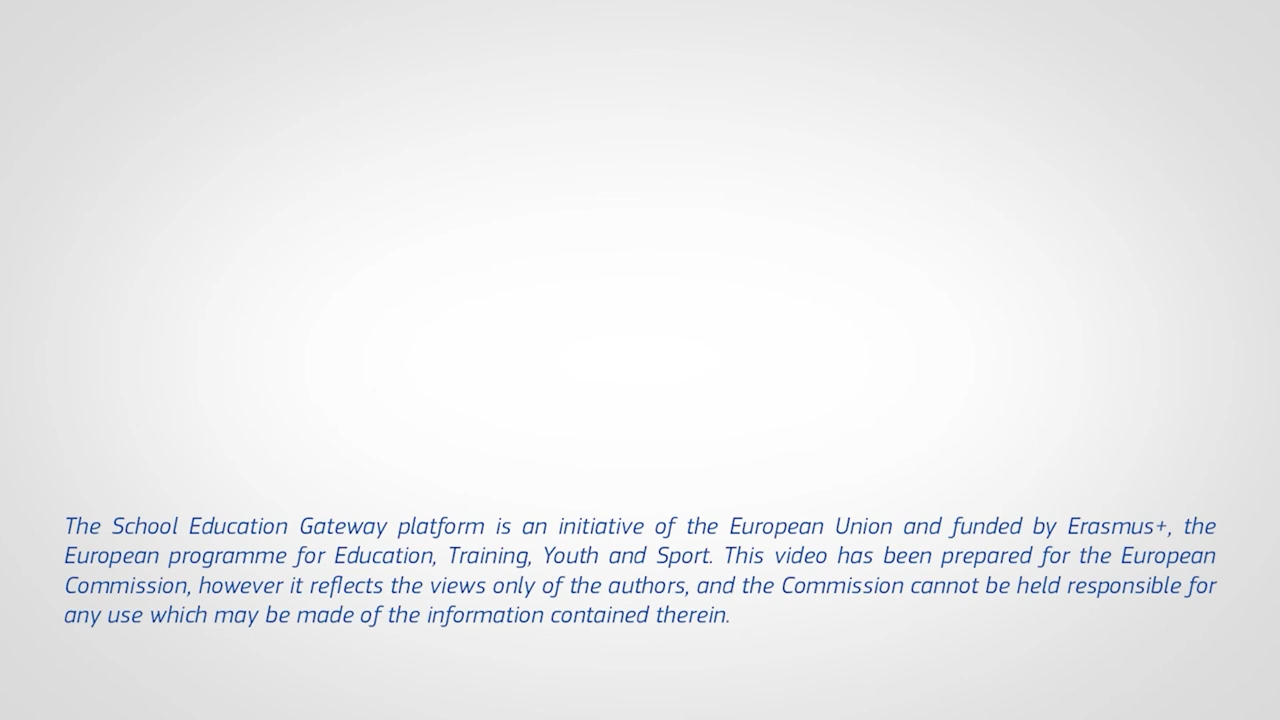 The School Education Gateway platform is an initiative of the European Union and funded by Erasmus+, the
European programme for Education, Training, Youth and Sport. This video has been prepared for the European
Commission, however it reflects the views only of the authors, and the Commission cannot be held responsible for
any use which may be made of the information contained therein.